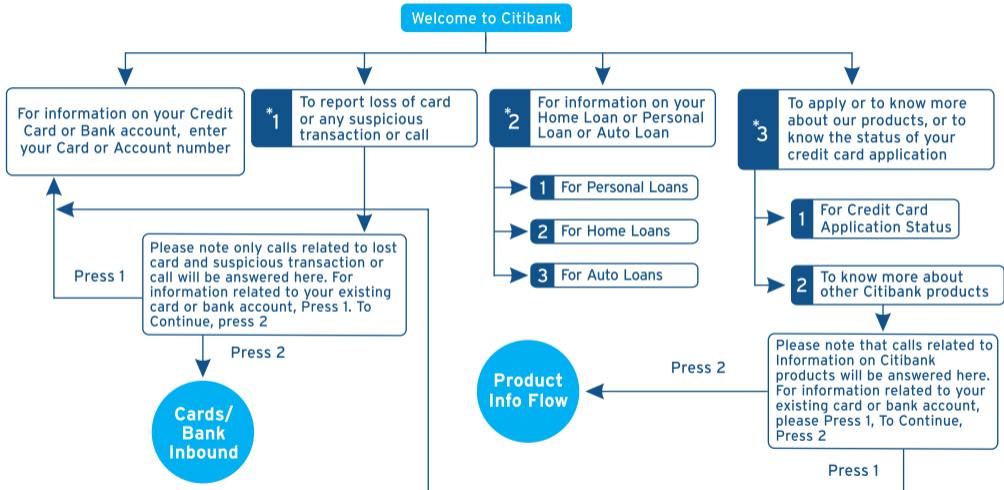 Welcome to Citibank
For information on your Credit
Card or Bank account, enter
your Card or Account number
*1
To report loss of card
or any suspicious
transaction or call
*2
For information on your
Home Loan or Personal
Loan or Auto Loan
*3
To apply or to know more
about our products, or to
know the status of your
credit card application
1 For Personal Loans
2 For Home Loans
3 For Auto Loans
1
For Credit Card
Application Status
2
To know more about
other Citibank products
Please note only calls related to lost
card and suspicious transaction or
call will be answered here. For
information related to your existing
card or bank account, Press 1. To
Continue, press 2
Press 1
Press 2
Cards/
Bank
Inbound
Please note that calls related to
Information on Citibank
products will be answered here.
For information related to your
existing card or bank account,
please Press 1, To Continue,
Press 2
Press 2
Product
Info Flow
Press 1